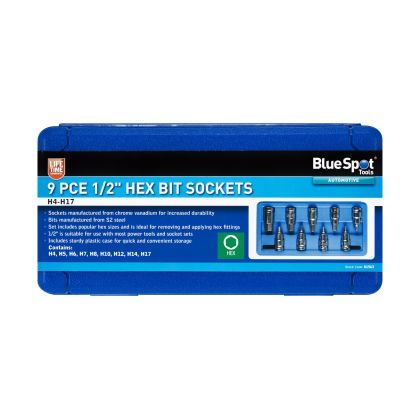 LIFE
TIME
BlueSpot
Tools
AUTOMOTIVE
9 PCE 1/2" HEX BIT SOCKETS
H4-H17
• Sockets manufactured from chrome vanadium for increased durability
• Bits manufactured from S2 steel
• Set includes popular hex sizes and is ideal for removing and applying hex fittings
• 1/2" is suitable for use with most power tools and socket sets
• Includes sturdy plastic case for quick and convenient storage
Contains:
H4, H5, H6, H7, H8, H10, H12, H14, H17
HEX